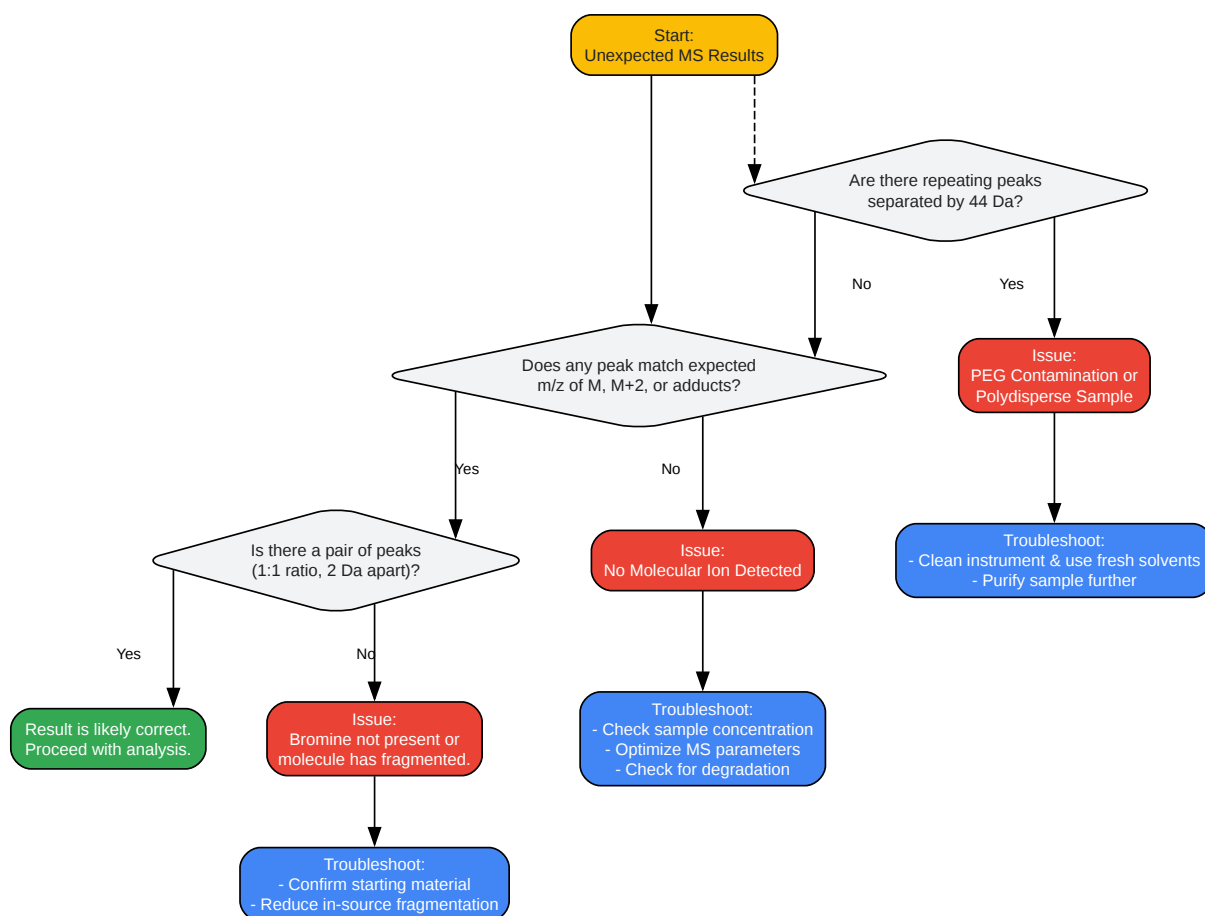 Start:
Unexpected MS Results
Are there repeating peaks
separated by 44 Da?
No
Yes
Does any peak match expected
m/z of M, M+2, or adducts?
Issue:
PEG Contamination or
Polydisperse Sample
Yes
No
Is there a pair of peaks
(1:1 ratio, 2 Da apart)?
Issue:
No Molecular Ion Detected
Troubleshoot:
- Clean instrument & use fresh solvents
- Purify sample further
Yes
No
Result is likely correct.
Proceed with analysis.
Issue:
Bromine not present or
molecule has fragmented.
Troubleshoot:
- Check sample concentration
- Optimize MS parameters
- Check for degradation
Troubleshoot:
- Confirm starting material
- Reduce in-source fragmentation